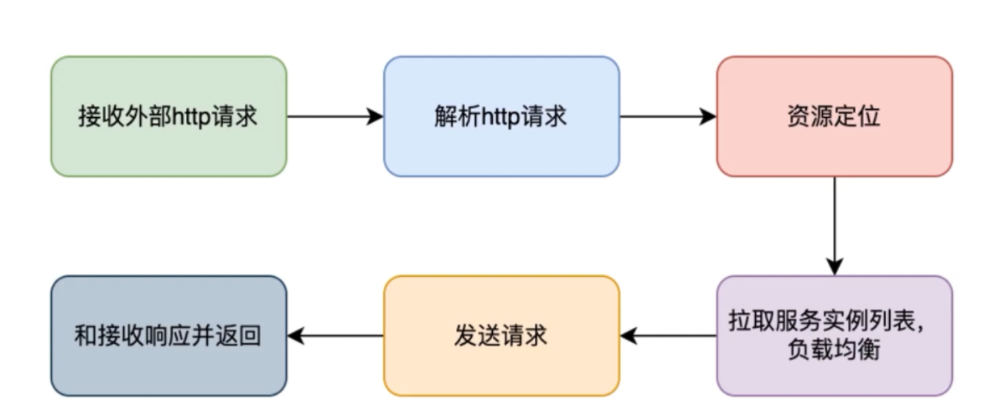 接收外部http请求
解析http请求
资源定位
拉取服务实例列表，
负载均衡
发送请求
和接收响应并返回